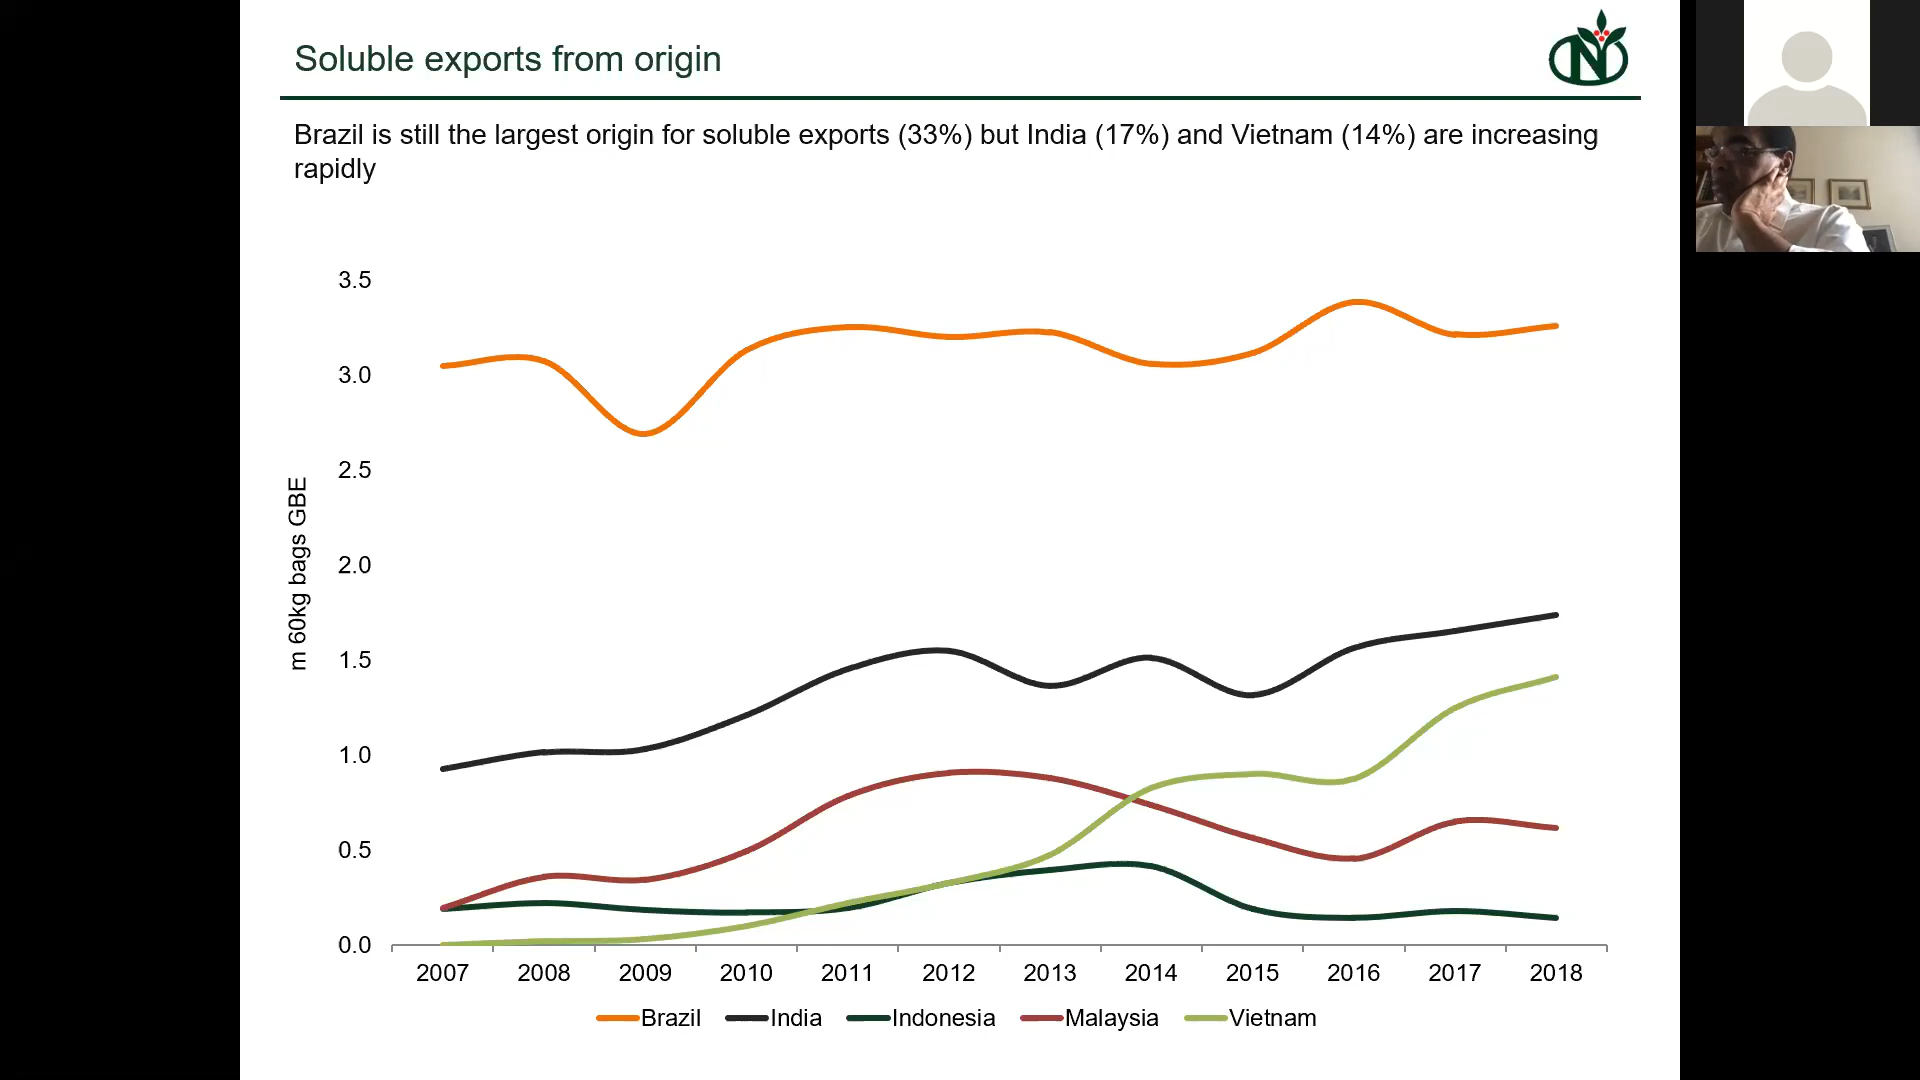 Soluble exports from origin
N
Brazil is still the largest origin for soluble exports (33%) but India (17%) and Vietnam (14%) are increasing
rapidly
m 60kg bags GBE
3.5
3.0
2.5
2.0
1.5
1.0
0.5
0.0
2007 2008 2009 2010 2011 2012 2013 2014 2015 2016 2017 2018
Brazil India Indonesia Malaysia Vietnam